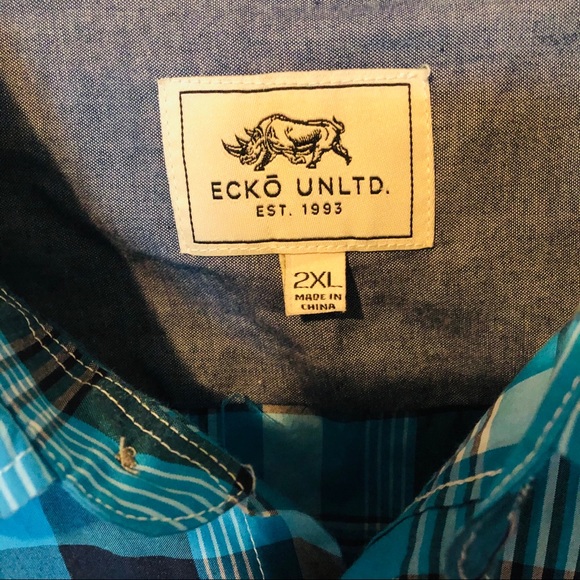 ECKŌ UNLTD.
EST. 1993
2XL
MADE IN
CHINA